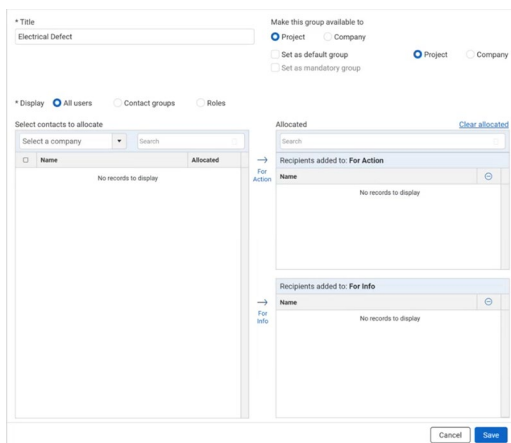 * Title
Electrical Defect
Make this group available to
Project Company
Set as default group Project Company
Set as mandatory group
* Display All users Contact groups Roles
Select contacts to allocate
Select a company Search
Name Allocated
No records to display
For Action
For Info
Allocated Clear allocated
Search
Recipients added to: For Action
Name
No records to display
Recipients added to: For Info
Name
No records to display
Cancel Save